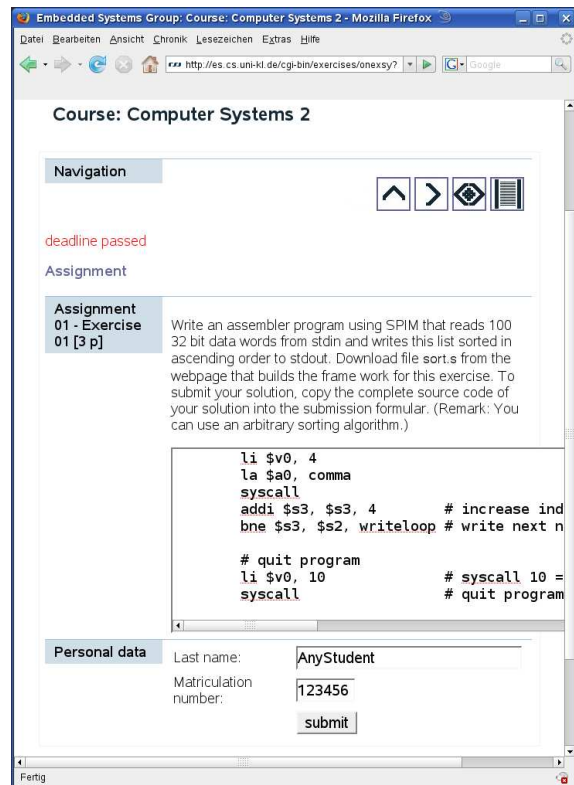 Embedded Systems Group: Course: Computer Systems 2 - Mozilla Firefox
Datei Bearbeiten Ansicht Chronik Lesezeichen Extras Hilfe
http://es.cs.uni-kl.de/cgi-bin/exercises/onexsy?
G Google
Course: Computer Systems 2
Navigation
deadline passed
Assignment
Assignment
01 - Exercise
01 [3 p]
Write an assembler program using SPIM that reads 100
32 bit data words from stdin and writes this list sorted in
ascending order to stdout. Download file sort.s from the
webpage that builds the frame work for this exercise. To
submit your solution, copy the complete source code of
your solution into the submission formular. (Remark: You
can use an arbitrary sorting algorithm.)
li $v0, 4
la $a0, comma
syscall
addi $s3, $s3, 4 # increase ind
bne $s3, $s2, writeloop # write next n
# quit program
li $v0, 10 # syscall 10 =
syscall # quit program
Personal data
Last name: AnyStudent
Matriculation
number: 123456
submit
Fertig